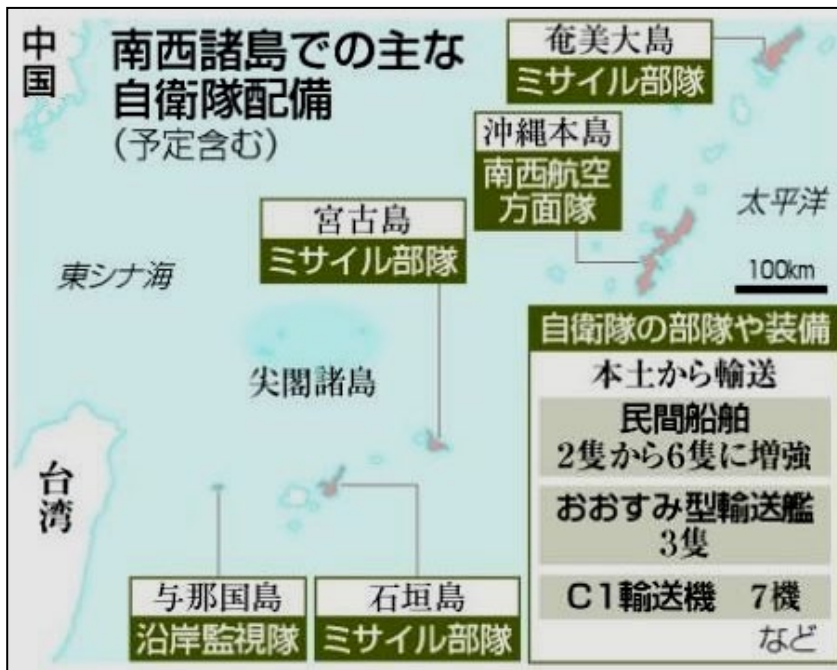 中国
南西諸島での主な
自衛隊配備
(予定含む)
奄美大島
ミサイル部隊
沖縄本島
南西航空
方面隊
太平洋
100km
宮古島
ミサイル部隊
東シナ海
尖閣諸島
台湾
与那国島
沿岸監視隊
石垣島
ミサイル部隊
自衛隊の部隊や装備
本土から輸送
民間船舶
2隻から6隻に増強
おおすみ型輸送艦
3隻
C1輸送機 7機
など